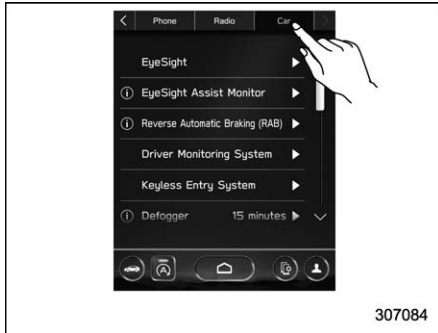 Phone Radio Car
EyeSight
EyeSight Assist Monitor
Reverse Automatic Braking (RAB)
Driver Monitoring System
Keyless Entry System
Defogger 15 minutes
A
307084